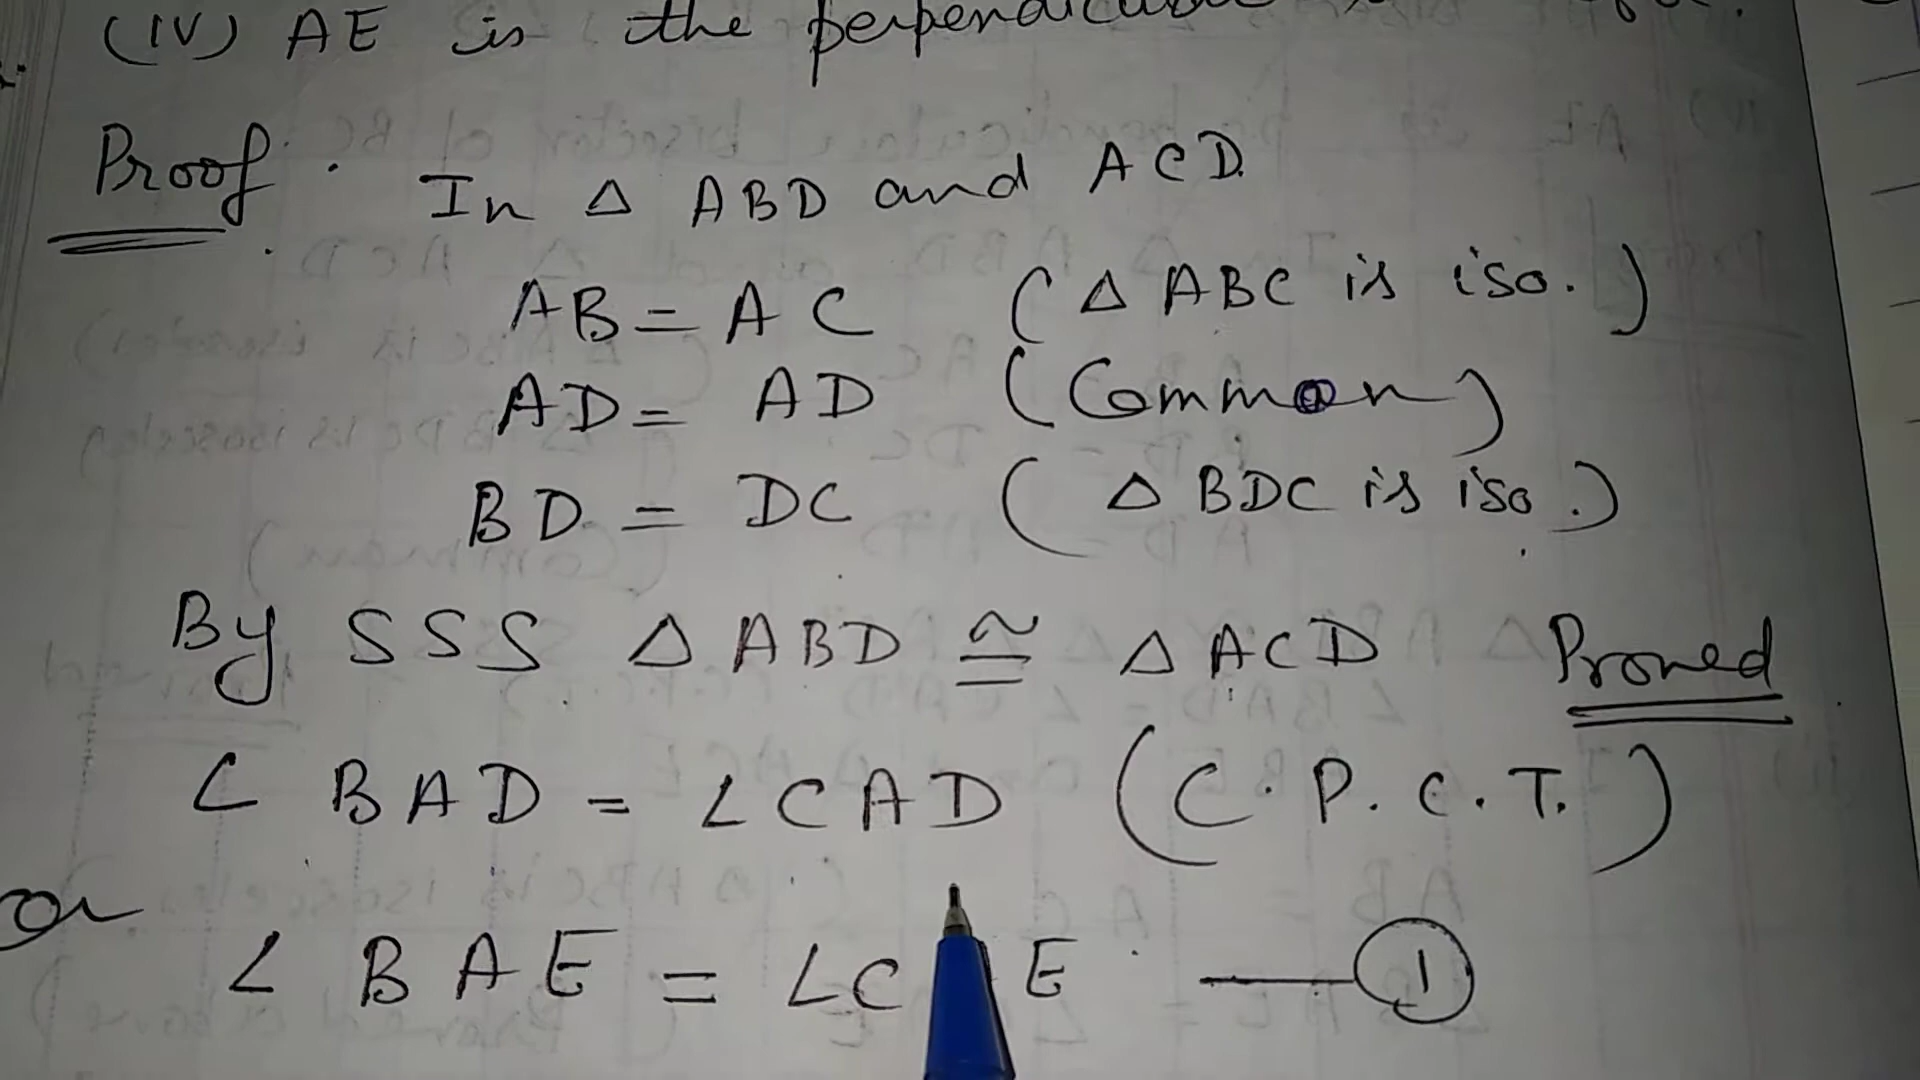 (IV) AE is the perpendicular
Proof. In △ ABD and ACD.
AB = AC (△ ABC is iso.)
AD = AD (Common)
BD = DC (△ BDC is iso.)
By SSS △ ABD ≅ △ ACD Proved
∠ BAD = ∠CAD (C.P.C.T.)
or
∠ BAE = ∠C E — 1